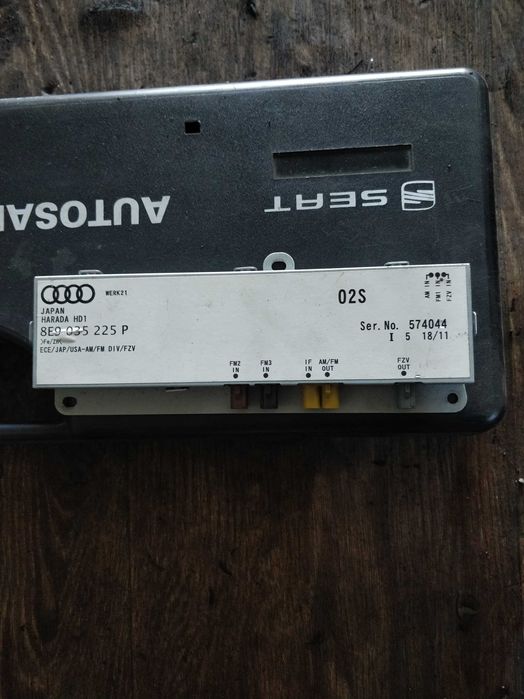 SEAT
AUTOSAL
WERK21
JAPAN
HARADA HD1
8E9 035 225 P
ECE/JAP/USA-AM/FM DIV/FZV
02S
AM IN
FM1 IN
FZV IN
Ser.No. 574044
I 5 18/11
FM2 IN
FM3 IN
IF IN
AM/FM OUT
FZV OUT